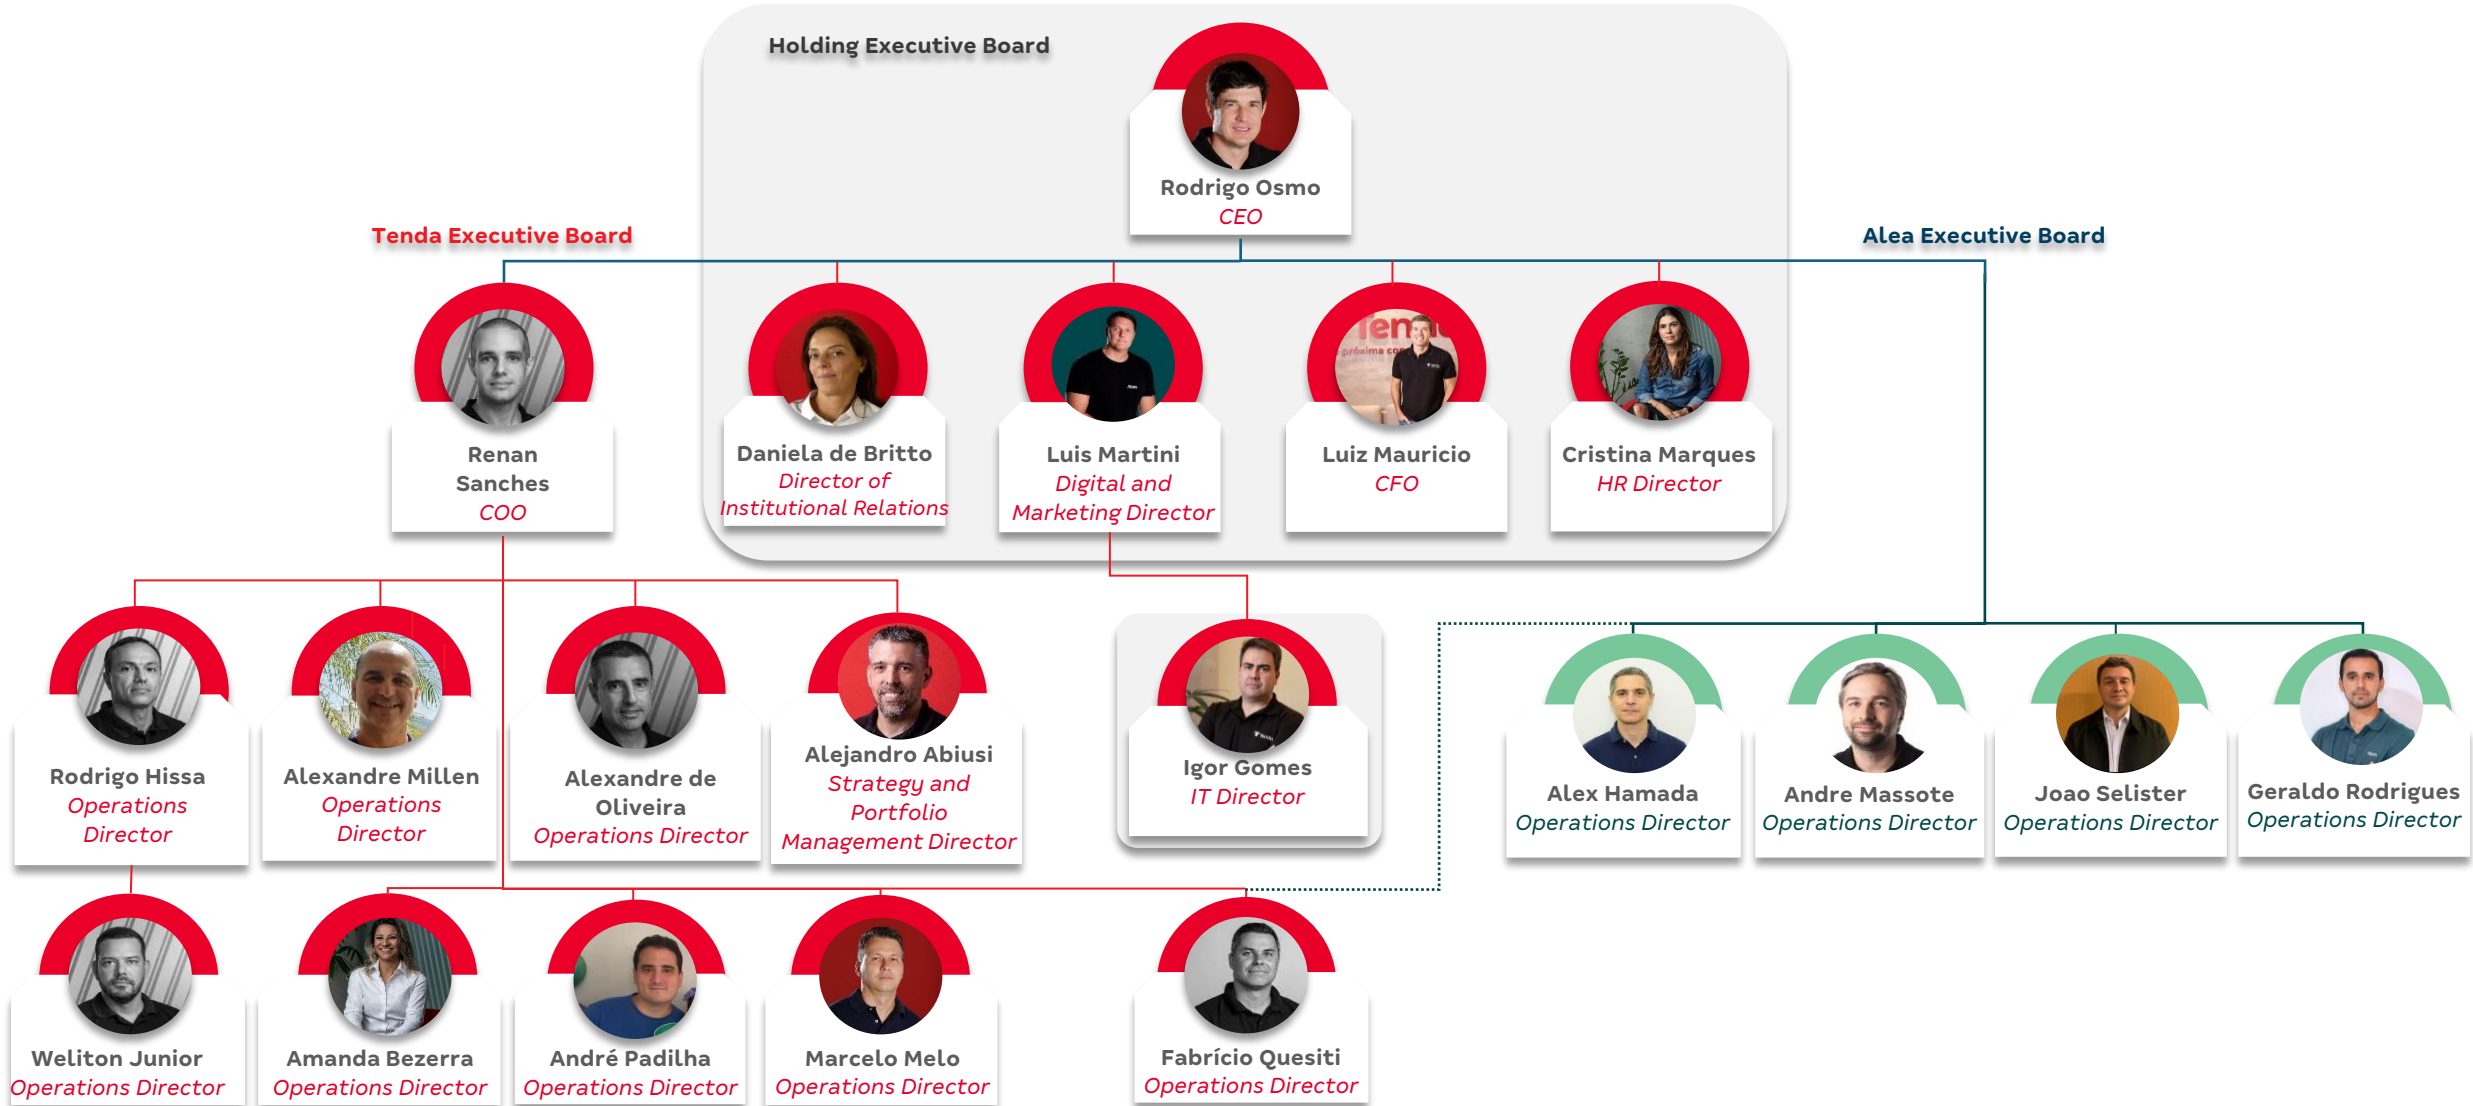 Holding Executive Board
Rodrigo Osmo
CEO
Tenda Executive Board
Alea Executive Board
Renan
Sanches
COO
Daniela de Britto
Director of
Institutional Relations
Luis Martini
Digital and
Marketing Director
Luiz Mauricio
CFO
Cristina Marques
HR Director
Rodrigo Hissa
Operations
Director
Alexandre Millen
Operations
Director
Alexandre de
Oliveira
Operations Director
Alejandro Abiusi
Strategy and
Portfolio
Management Director
Igor Gomes
IT Director
Alex Hamada
Operations Director
Andre Massote
Operations Director
Joao Selister
Operations Director
Geraldo Rodrigues
Operations Director
Weliton Junior
Operations Director
Amanda Bezerra
Operations Director
André Padilha
Operations Director
Marcelo Melo
Operations Director
Fabrício Quesiti
Operations Director